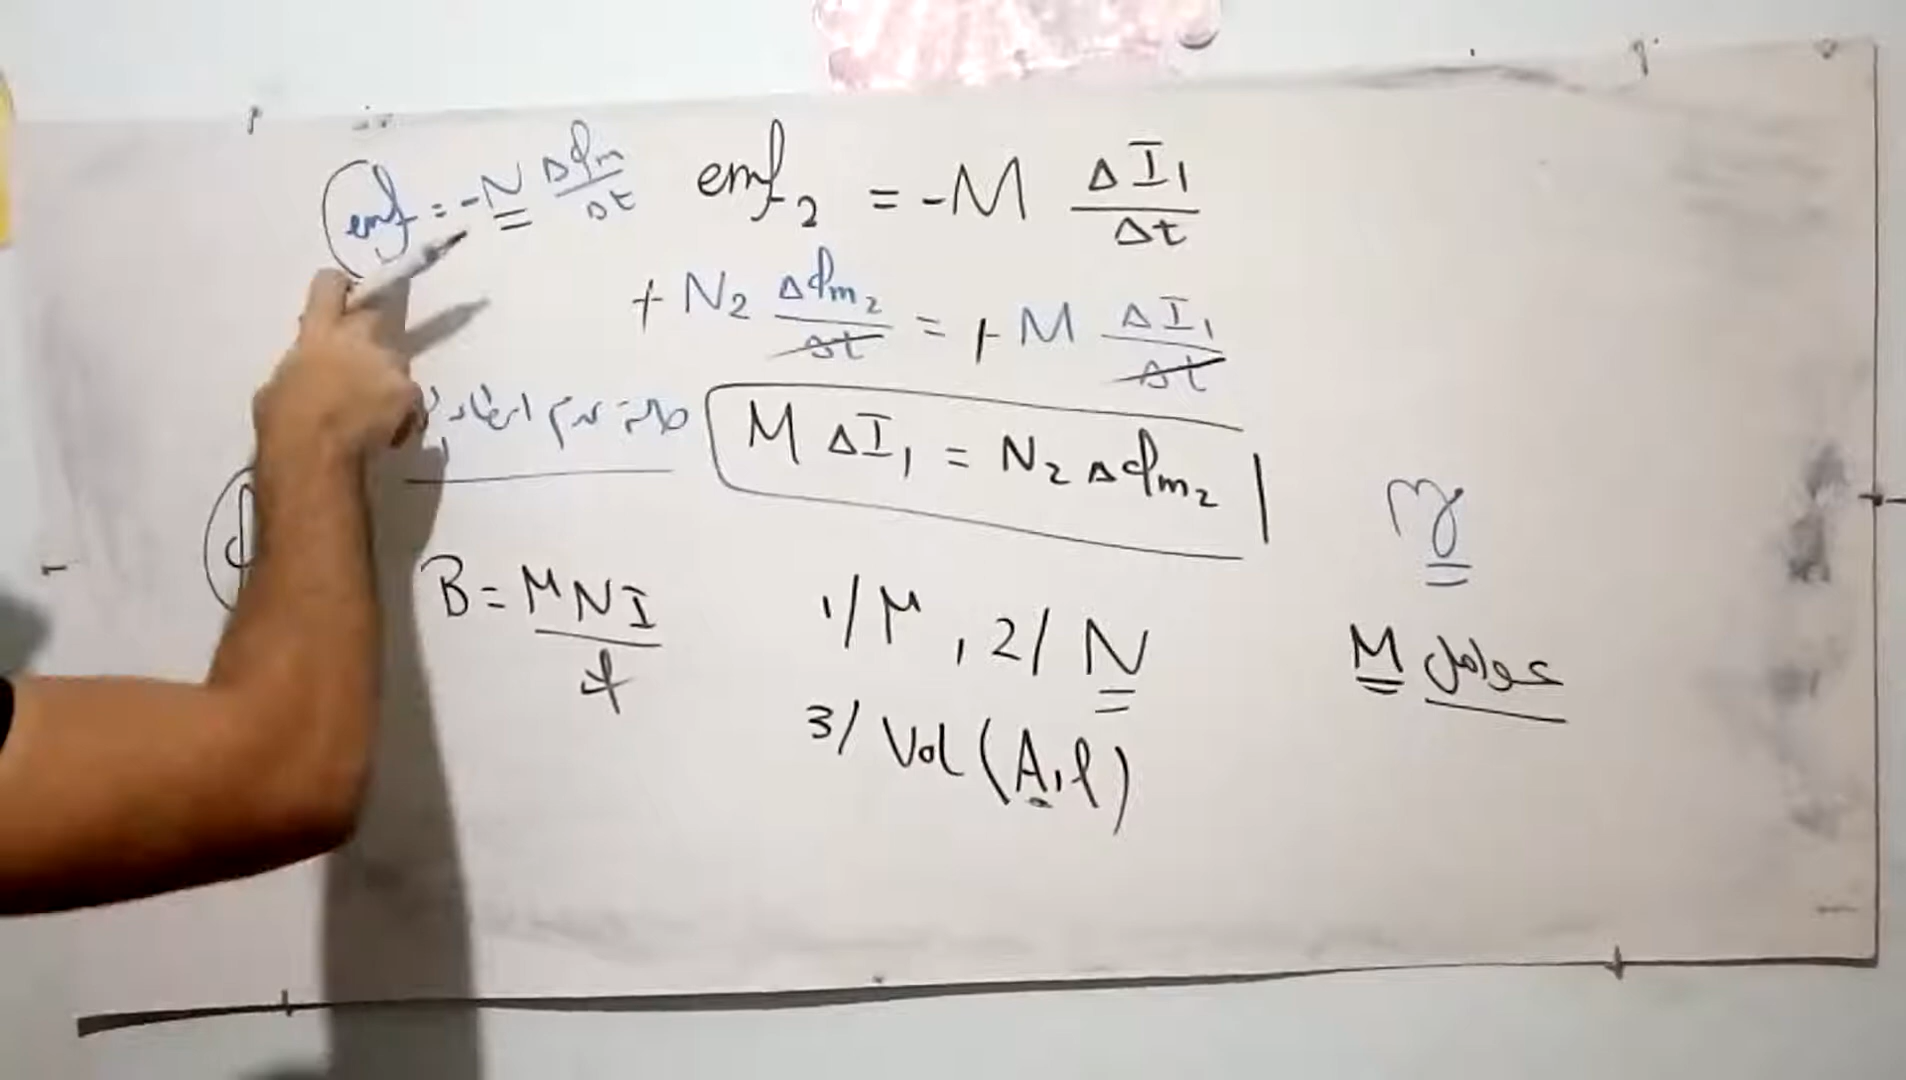 emf = -N Δφm/Δt
emf₂ = -M ΔI₁/Δt
+ N₂ Δφm₂/Δt = + M ΔI₁/Δt
M ΔI₁ = N₂ Δφm₂
B = μNI/ℓ
1/ μ , 2/ N
عوامل M
3/ Vol (A, ℓ)